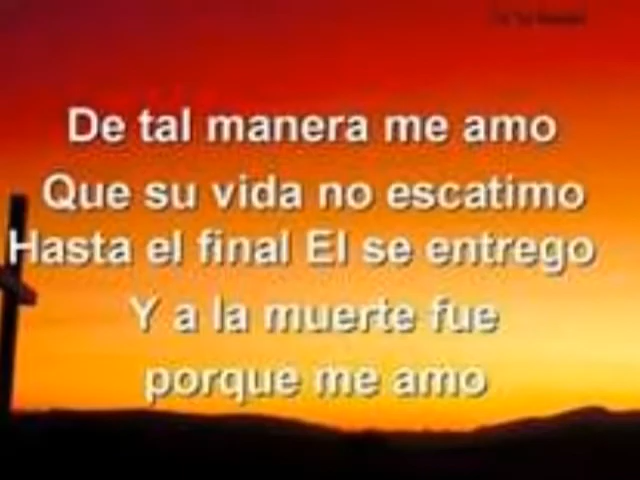 De tal manera me amo
Que su vida no escatimo
Hasta el final El se entrego
Y a la muerte fue
porque me amo